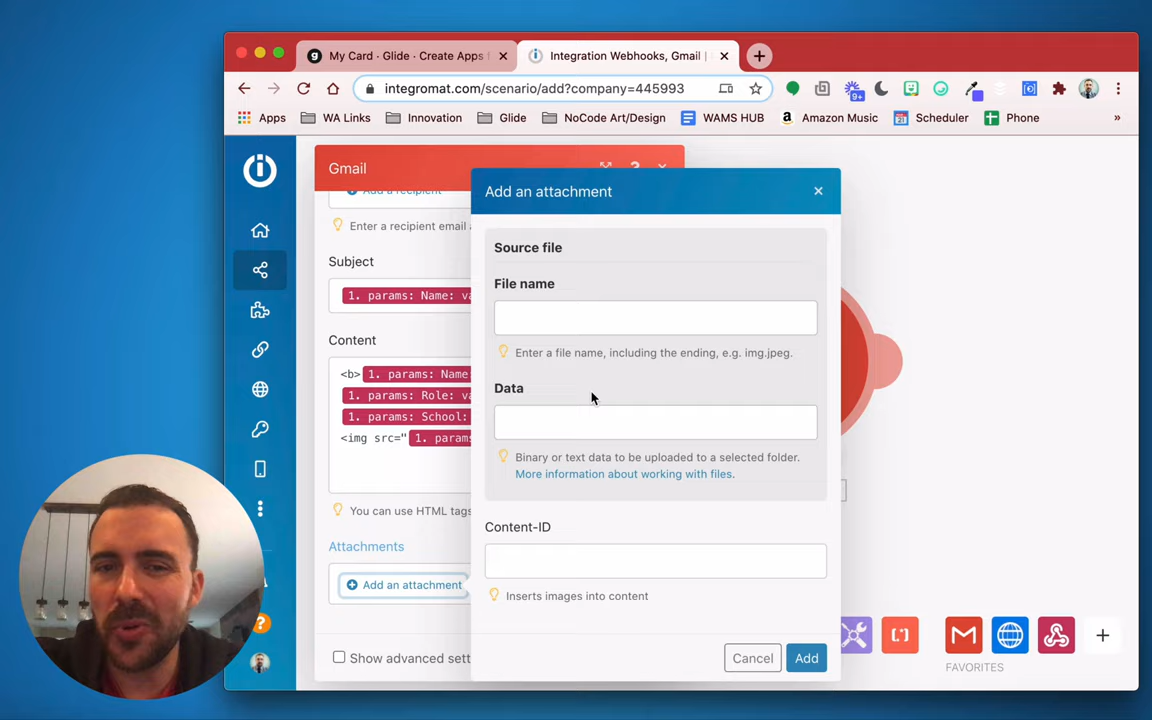 My Card · Glide · Create Apps
Integration Webhooks, Gmail |
integromat.com/scenario/add?company=445993
9+
Apps
WA Links
Innovation
Glide
NoCode Art/Design
WAMS HUB
Amazon Music
Scheduler
Phone
»
Gmail
Add a recipient
Enter a recipient email a
Subject
1. params: Name: va
Content
<b> 1. params: Name:
1. params: Role: va
1. params: School:
<img src=" 1. params
You can use HTML tags
Attachments
Add an attachment
Show advanced sett
Add an attachment
Source file
File name
Enter a file name, including the ending, e.g. img.jpeg.
Data
Binary or text data to be uploaded to a selected folder.
More information about working with files.
Content-ID
Inserts images into content
Cancel
Add
FAVORITES